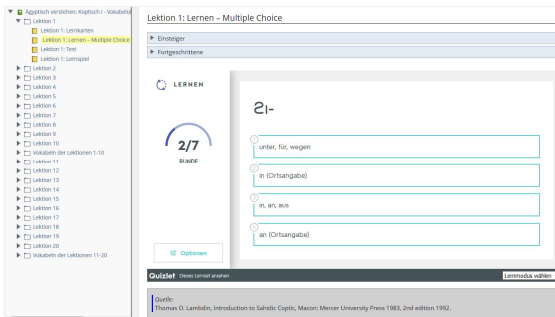 Ägyptisch verstehen: Koptisch I - Vokabelst
Lektion 1
Lektion 1: Lernkarten
Lektion 1: Lernen – Multiple Choice
Lektion 1: Test
Lektion 1: Lernspiel
Lektion 2
Lektion 3
Lektion 4
Lektion 5
Lektion 6
Lektion 7
Lektion 8
Lektion 9
Lektion 10
Vokabeln der Lektionen 1-10
Lektion 11
Lektion 12
Lektion 13
Lektion 14
Lektion 15
Lektion 16
Lektion 17
Lektion 18
Lektion 19
Lektion 20
Vokabeln der Lektionen 11-20
Lektion 1: Lernen – Multiple Choice
Einsteiger
Fortgeschrittene
LERNEN
2/7
RUNDE
Optionen
ϩⲓ-
1
unter, für, wegen
2
in (Ortsangabe)
3
in, an, aus
4
an (Ortsangabe)
Quizlet Dieses Lernset ansehen
Lernmodus wählen
Quelle:
Thomas O. Lambdin, Introduction to Sahidic Coptic, Macon: Mercer University Press 1983, 2nd edition 1992.